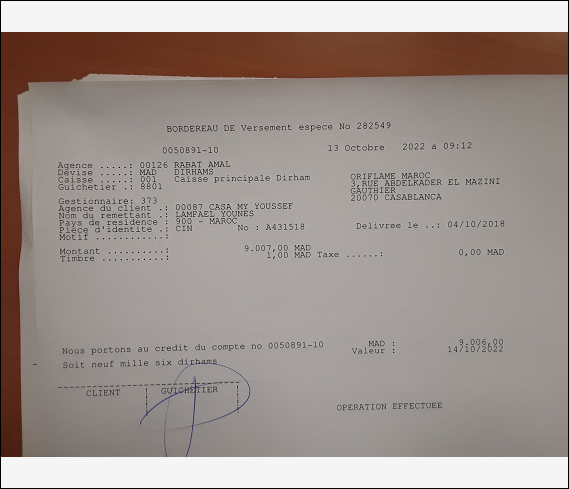 BORDEREAU DE Versement espece No 282549
0050891-10 13 Octobre 2022 a 09:12
Agence .....: 00126 RABAT AMAL
Devise .....: MAD DIRHAMS
Caisse .....: 001 Caisse principale Dirham
Guichetier .: 8801
ORIFLAME MAROC
3,RUE ABDELKADER EL MAZINI
GAUTHIER
20070 CASABLANCA
Gestionnaire: 373
Agence du client .: 00087 CASA MY YOUSSEF
Nom du remettant .: LAMFAEL YOUNES
Pays de residence : 900 - MAROC
Pièce d'identite .: CIN No : A431518 Delivree le ..: 04/10/2018
Motif ............:
Montant ..........: 9.007,00 MAD
Timbre ...........: 1,00 MAD Taxe ......: 0,00 MAD
Nous portons au credit du compte no 0050891-10 MAD : 9.006,00
Valeur : 14/10/2022
Soit neuf mille six dirhams
CLIENT GUICHETIER
OPERATION EFFECTUEE